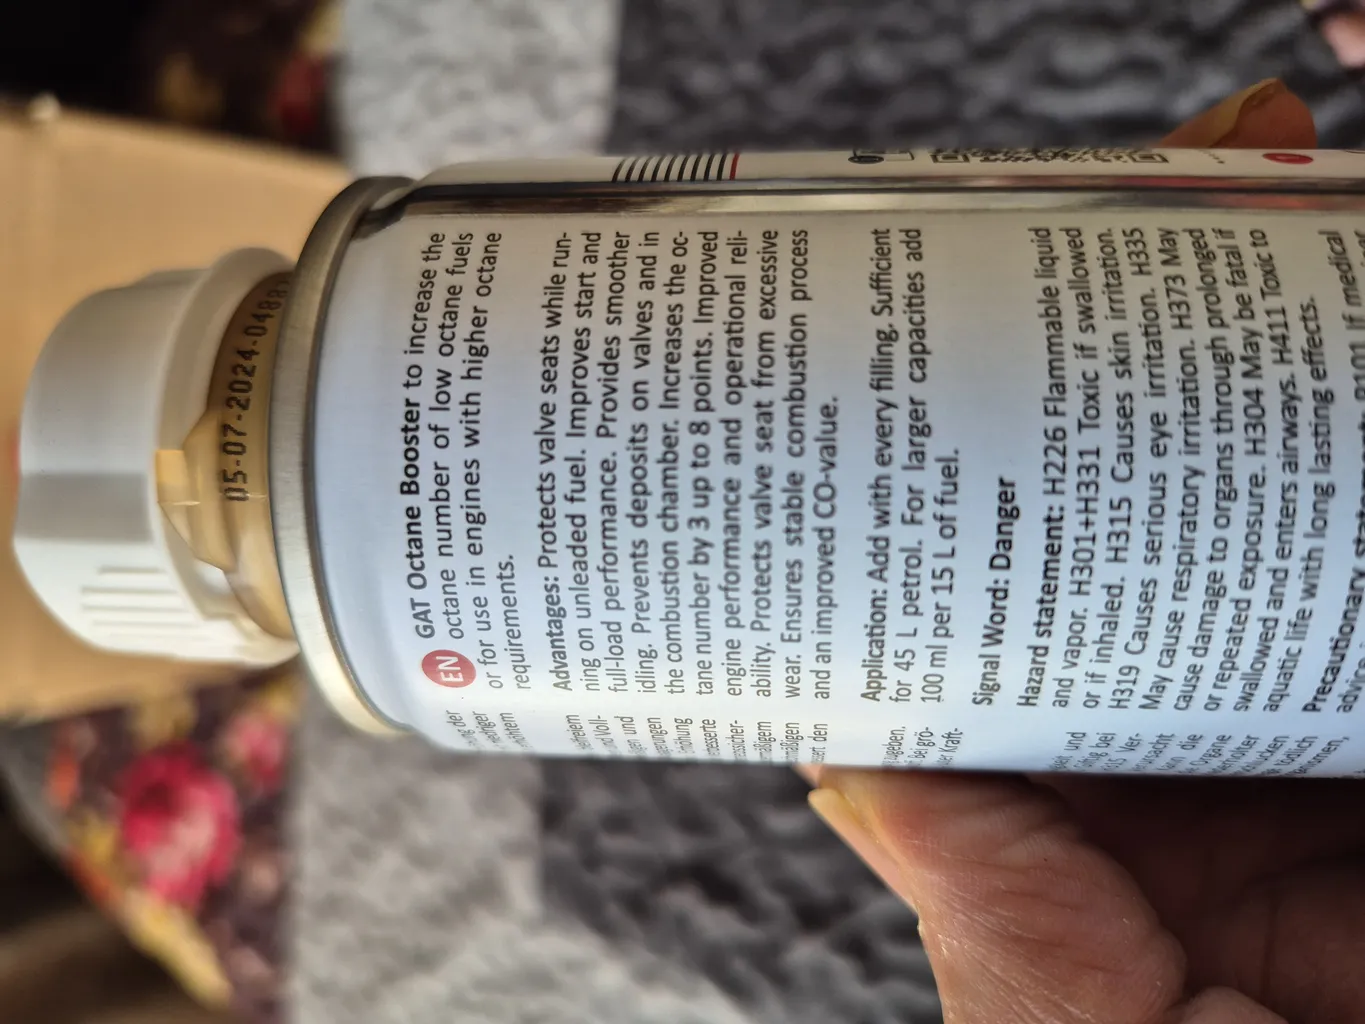 05-07-2024-0488
EN GAT Octane Booster to increase the
octane number of low octane fuels
or for use in engines with higher octane
requirements.
Advantages: Protects valve seats while run-
ning on unleaded fuel. Improves start and
full-load performance. Provides smoother
idling. Prevents deposits on valves and in
the combustion chamber. Increases the oc-
tane number by 3 up to 8 points. Improved
engine performance and operational reli-
ability. Protects valve seat from excessive
wear. Ensures stable combustion process
and an improved CO-value.
Application: Add with every filling. Sufficient
for 45 L petrol. For larger capacities add
100 ml per 15 L of fuel.
Signal Word: Danger
Hazard statement: H226 Flammable liquid
and vapor. H301+H331 Toxic if swallowed
or if inhaled. H315 Causes skin irritation.
H319 Causes serious eye irritation. H335
May cause respiratory irritation. H373 May
cause damage to organs through prolonged
or repeated exposure. H304 May be fatal if
swallowed and enters airways. H411 Toxic to
aquatic life with long lasting effects.
Precautionary P101 If medical